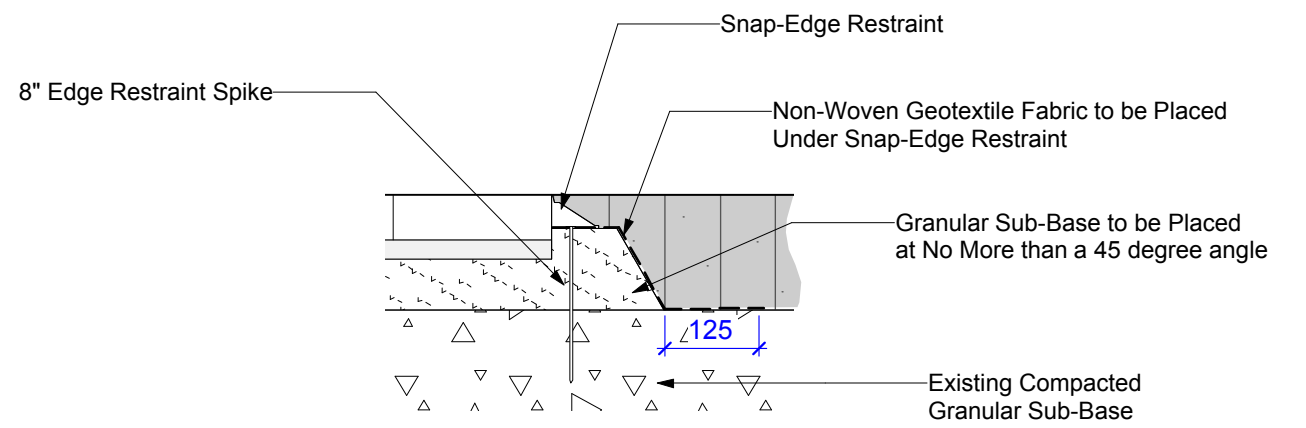 Snap-Edge Restraint
8" Edge Restraint Spike
Non-Woven Geotextile Fabric to be Placed
Under Snap-Edge Restraint
Granular Sub-Base to be Placed
at No More than a 45 degree angle
125
Existing Compacted
Granular Sub-Base